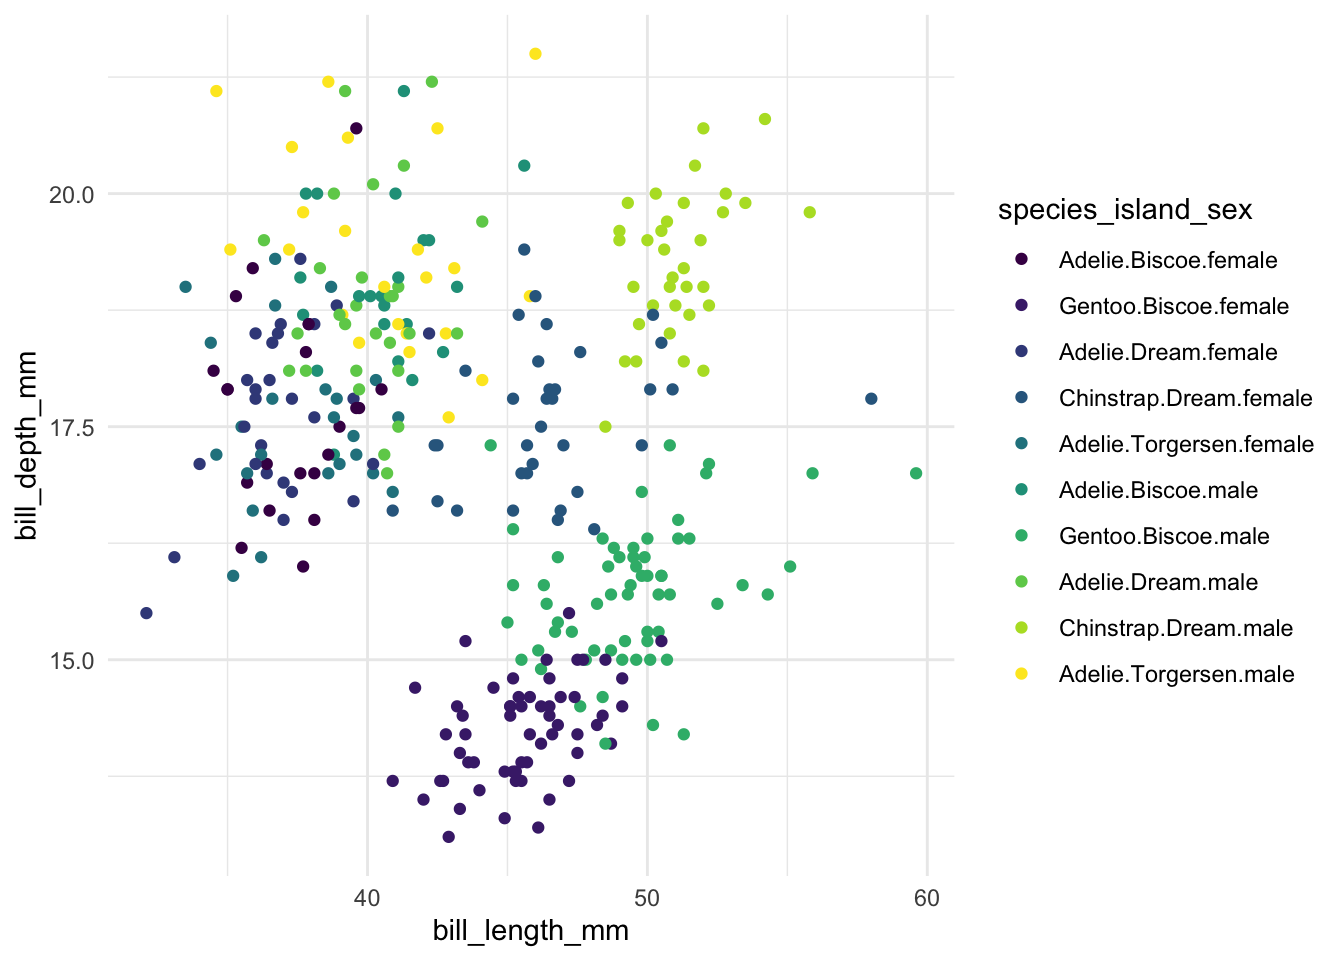 bill_depth_mm
20.0
17.5
15.0
40
50
60
bill_length_mm
species_island_sex
Adelie.Biscoe.female
Gentoo.Biscoe.female
Adelie.Dream.female
Chinstrap.Dream.female
Adelie.Torgersen.female
Adelie.Biscoe.male
Gentoo.Biscoe.male
Adelie.Dream.male
Chinstrap.Dream.male
Adelie.Torgersen.male